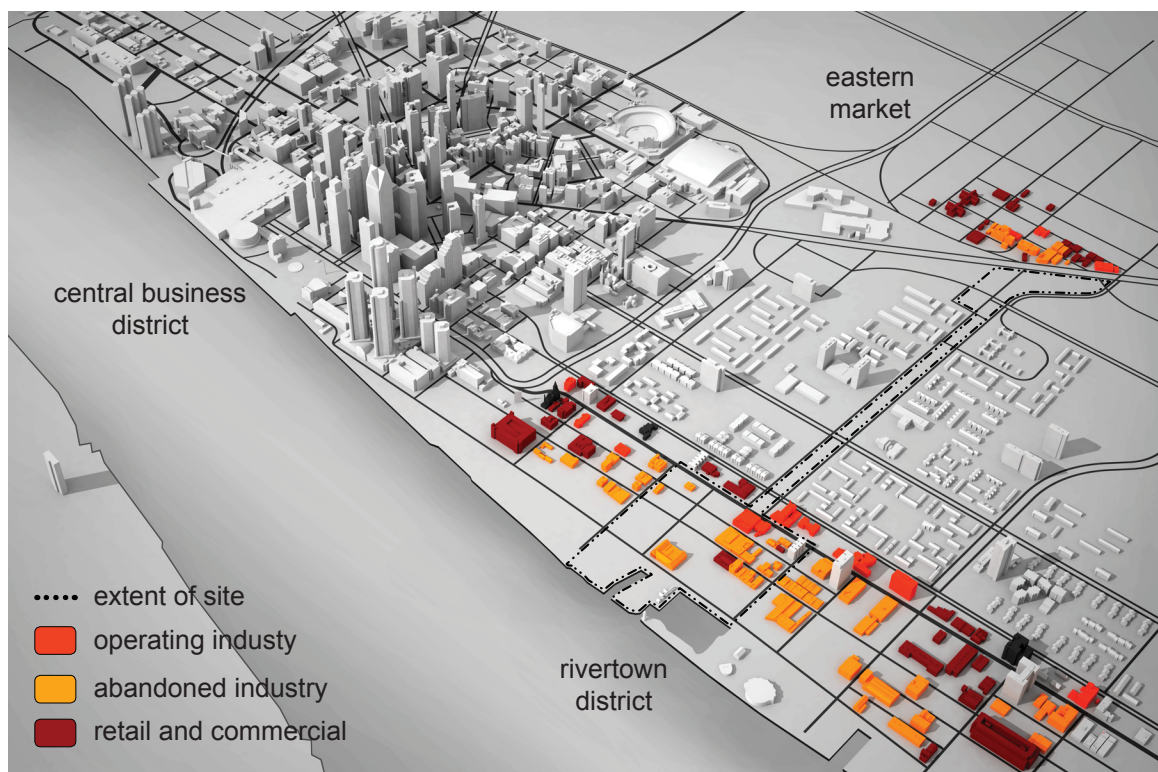 eastern
market
central business
district
extent of site
operating industy
abandoned industry
retail and commercial
rivertown
district